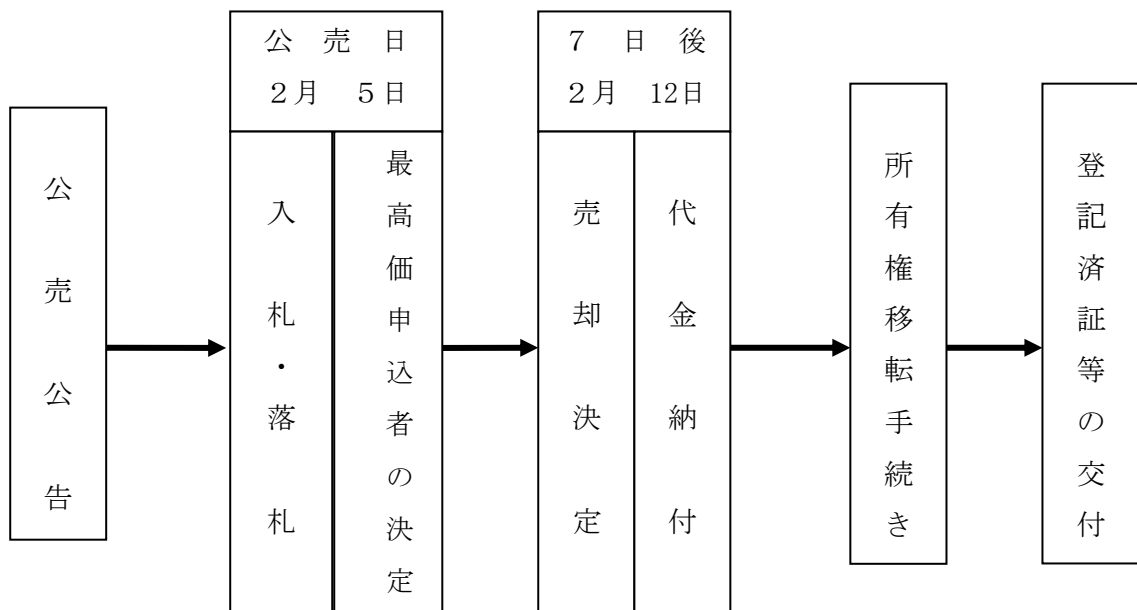 公売公告
公売日
２月　５日
入札・落札
最高価申込者の決定
７日後
２月　12日
売却決定
代金納付
所有権移転手続き
登記済証等の交付